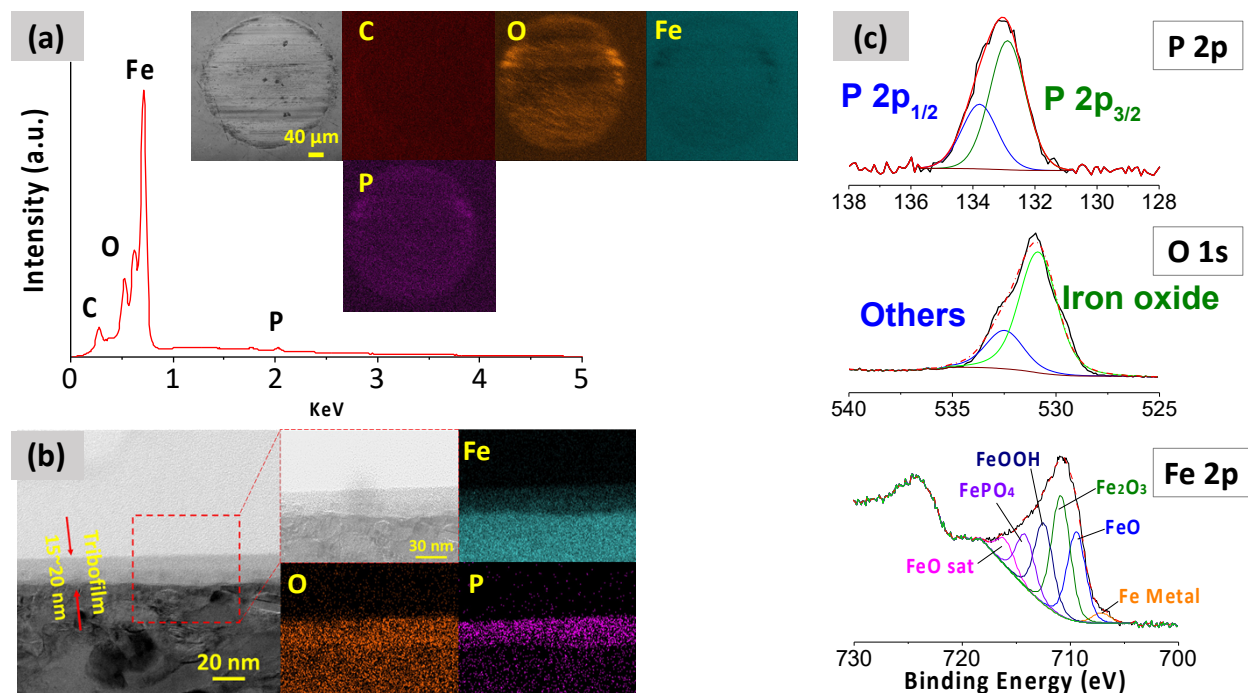 (a)
Intensity (a.u.)
C
O
Fe
P
0
1
2
3
4
5
KeV
40 μm
C
O
Fe
P
(b)
Tribofilm
15~20 nm
20 nm
30 nm
Fe
O
P
(c)
P 2p
P 2p1/2
P 2p3/2
138 136 134 132 130 128
O 1s
Others
Iron oxide
540 535 530 525
Fe 2p
FeOOH
FePO₄
Fe₂O₃
FeO
FeO sat
Fe Metal
730 720 710 700
Binding Energy (eV)